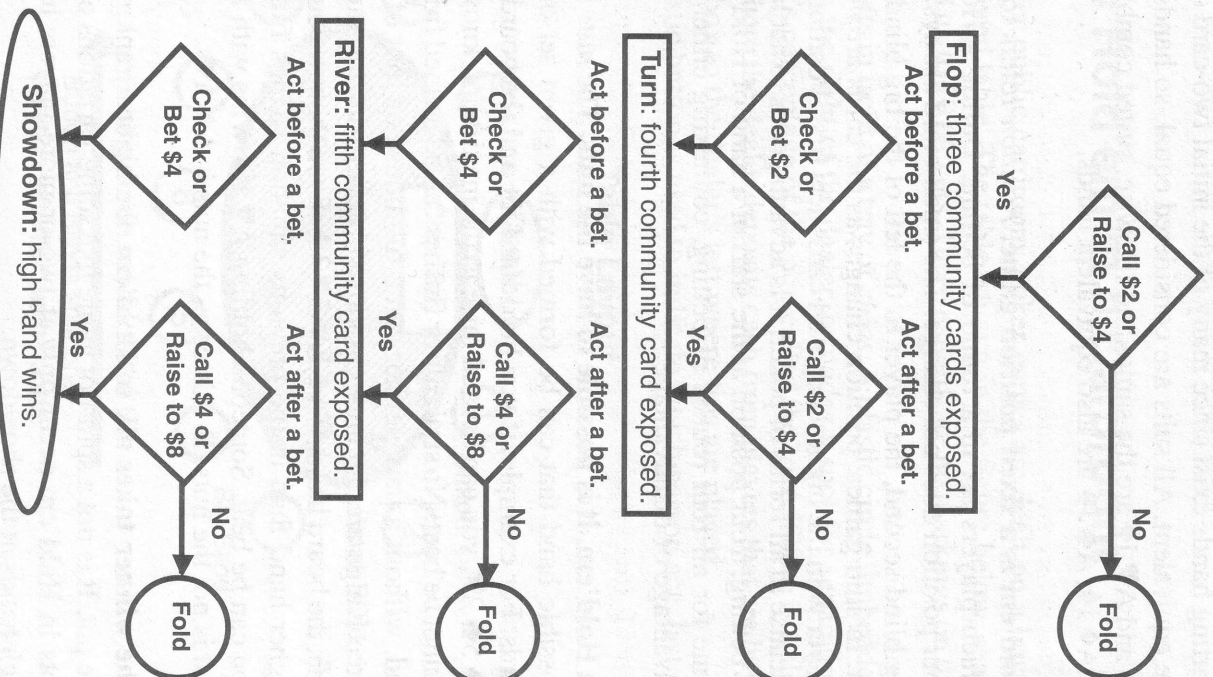 Call $2 or
Raise to $4
No
Fold
Yes
Flop: three community cards exposed.
Act before a bet.
Act after a bet.
Check or
Bet $2
Call $2 or
Raise to $4
No
Fold
Yes
Turn: fourth community card exposed.
Act before a bet.
Act after a bet.
Check or
Bet $4
Call $4 or
Raise to $8
No
Fold
Yes
River: fifth community card exposed.
Act before a bet.
Act after a bet.
Check or
Bet $4
Call $4 or
Raise to $8
No
Fold
Yes
Showdown: high hand wins.